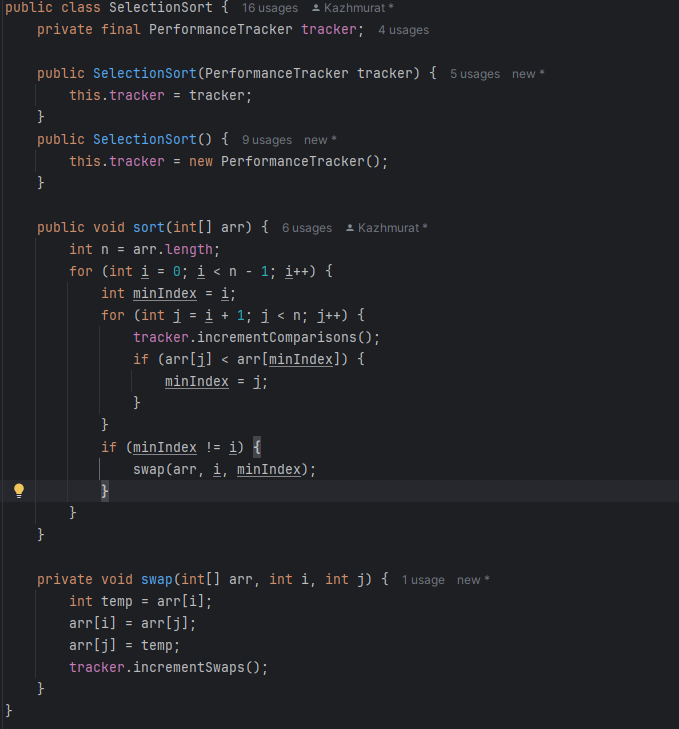 public class SelectionSort { 16 usages Kazhmurat *
private final PerformanceTracker tracker; 4 usages
public SelectionSort(PerformanceTracker tracker) { 5 usages new *
this.tracker = tracker;
}
public SelectionSort() { 9 usages new *
this.tracker = new PerformanceTracker();
}
public void sort(int[] arr) { 6 usages Kazhmurat *
int n = arr.length;
for (int i = 0; i < n - 1; i++) {
int minIndex = i;
for (int j = i + 1; j < n; j++) {
tracker.incrementComparisons();
if (arr[j] < arr[minIndex]) {
minIndex = j;
}
}
if (minIndex != i) {
swap(arr, i, minIndex);
}
}
}
private void swap(int[] arr, int i, int j) { 1 usage new *
int temp = arr[i];
arr[i] = arr[j];
arr[j] = temp;
tracker.incrementSwaps();
}
}